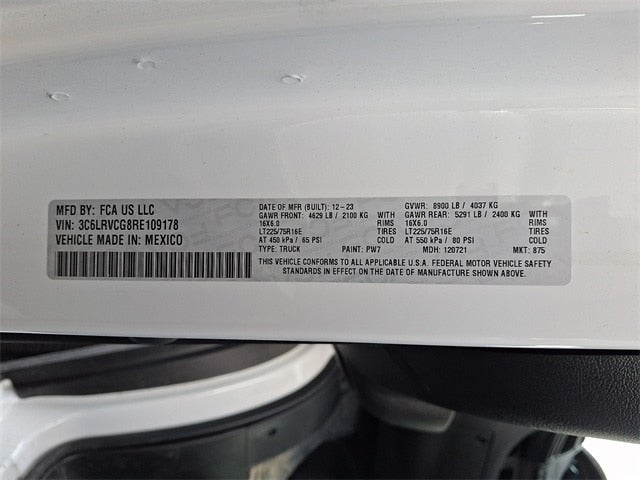 MFD BY: FCA US LLC
VIN: 3C6LRVCG8RE109178
VEHICLE MADE IN: MEXICO
DATE OF MFR (BUILT): 12-23
GAWR FRONT: 4629 LB / 2100 KG WITH
16X6.0 RIMS
LT225/75R16E TIRES
AT 450 kPa / 65 PSI COLD
TYPE: TRUCK PAINT: PW7
GVWR: 8900 LB / 4037 KG
GAWR REAR: 5291 LB / 2400 KG WITH
16X6.0 RIMS
LT225/75R16E TIRES
AT 550 kPa / 80 PSI COLD
MDH: 120721 MKT: 875
THIS VEHICLE CONFORMS TO ALL APPLICABLE U.S.A. FEDERAL MOTOR VEHICLE SAFETY
STANDARDS IN EFFECT ON THE DATE OF MANUFACTURE SHOWN ABOVE.